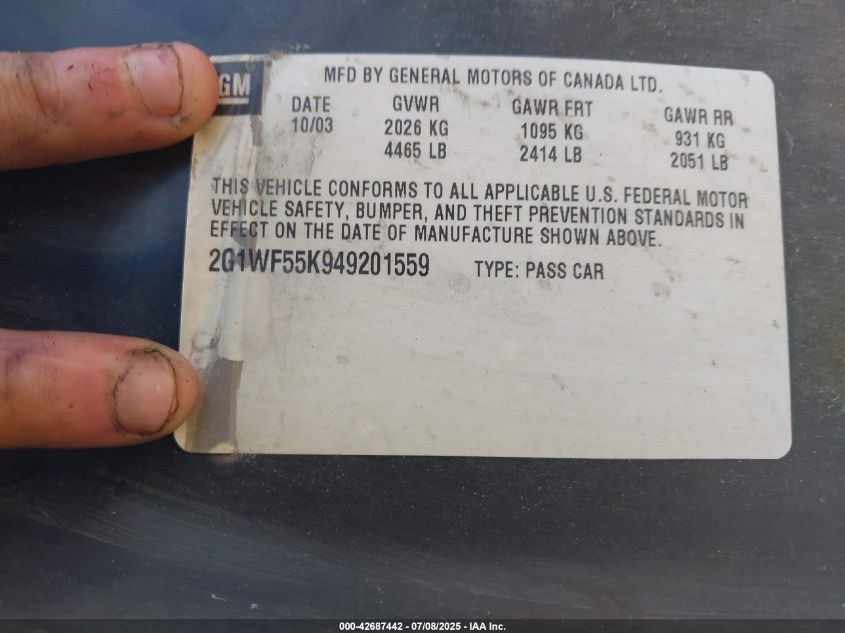 GM
MFD BY GENERAL MOTORS OF CANADA LTD.
DATE GVWR GAWR FRT GAWR RR
10/03 2026 KG 1095 KG 931 KG
4465 LB 2414 LB 2051 LB
THIS VEHICLE CONFORMS TO ALL APPLICABLE U.S. FEDERAL MOTOR
VEHICLE SAFETY, BUMPER, AND THEFT PREVENTION STANDARDS IN
EFFECT ON THE DATE OF MANUFACTURE SHOWN ABOVE.
2G1WF55K949201559 TYPE: PASS CAR
000-42687442 - 07/08/2025 - IAA Inc.